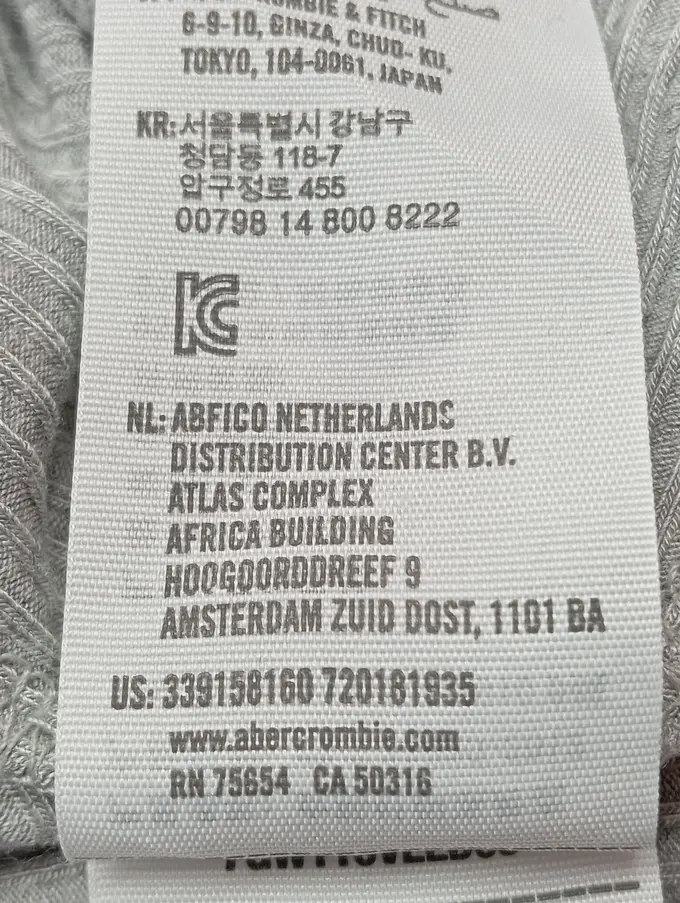 & FITCH
6-9-10, GINZA, CHUO- KU,
TOKYO, 104-0061, JAPAN
KR:서울특별시 강남구
청담동 118-7
압구정로 455
00798 14 800 8222
KC
NL: ABFICO NETHERLANDS
DISTRIBUTION CENTER B.V.
ATLAS COMPLEX
AFRICA BUILDING
HOOGOORDDREEF 9
AMSTERDAM ZUID DOST, 1101 BA
US: 339158160 720181935
www.abercrombie.com
RN 75654 CA 50316